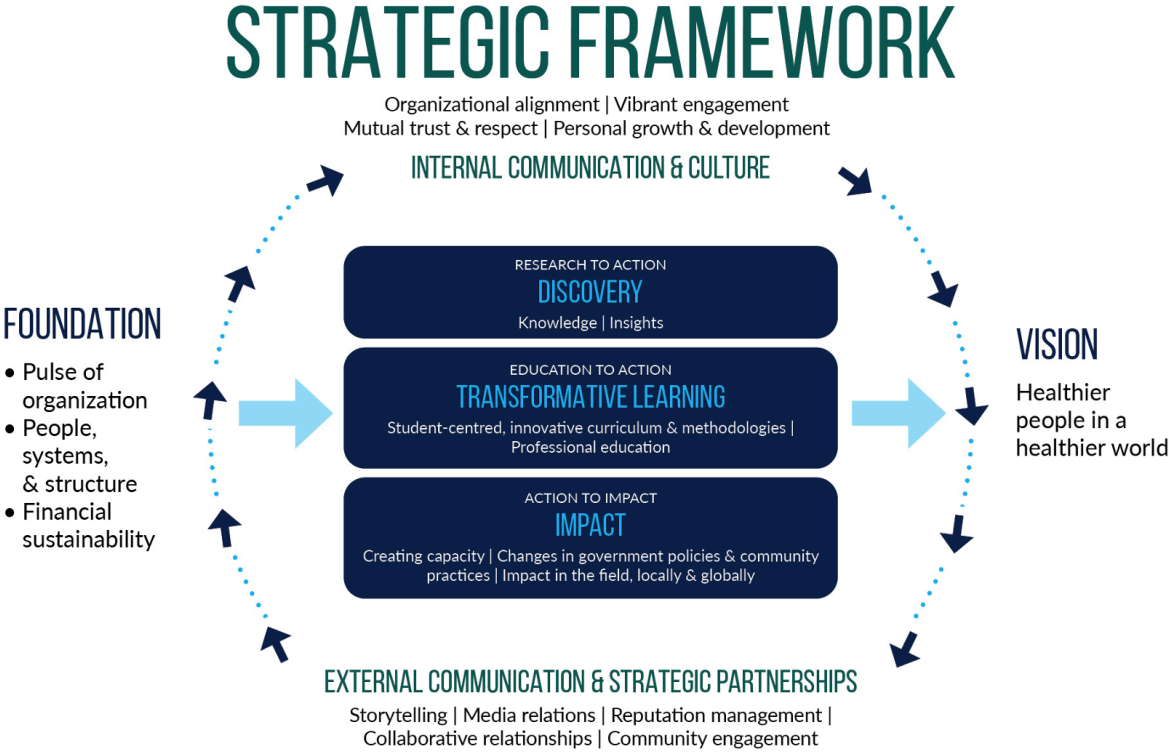 STRATEGIC FRAMEWORK
Organizational alignment | Vibrant engagement
Mutual trust & respect | Personal growth & development
INTERNAL COMMUNICATION & CULTURE
FOUNDATION
• Pulse of
organization
• People,
systems,
& structure
• Financial
sustainability
RESEARCH TO ACTION
DISCOVERY
Knowledge | Insights
EDUCATION TO ACTION
TRANSFORMATIVE LEARNING
Student-centred, innovative curriculum & methodologies |
Professional education
ACTION TO IMPACT
IMPACT
Creating capacity | Changes in government policies & community
practices | Impact in the field, locally & globally
VISION
Healthier
people in a
healthier world
EXTERNAL COMMUNICATION & STRATEGIC PARTNERSHIPS
Storytelling | Media relations | Reputation management |
Collaborative relationships | Community engagement